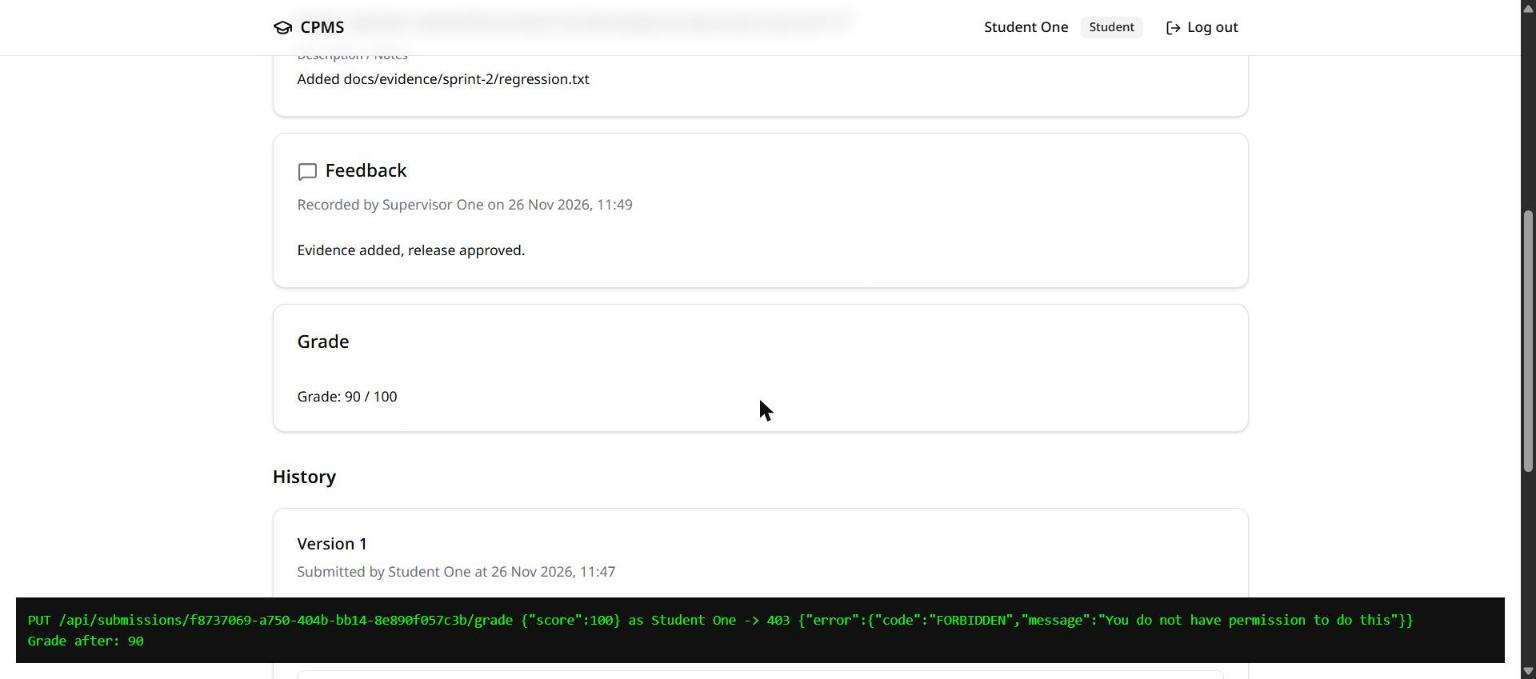 CPMS
Student One
Student
Log out
Description / Notes
Added docs/evidence/sprint-2/regression.txt
Feedback
Recorded by Supervisor One on 26 Nov 2026, 11:49
Evidence added, release approved.
Grade
Grade: 90 / 100
History
Version 1
Submitted by Student One at 26 Nov 2026, 11:47
PUT /api/submissions/f8737069-a750-404b-bb14-8e890f057c3b/grade {"score":100} as Student One -> 403 {"error":{"code":"FORBIDDEN","message":"You do not have permission to do this"}}
Grade after: 90